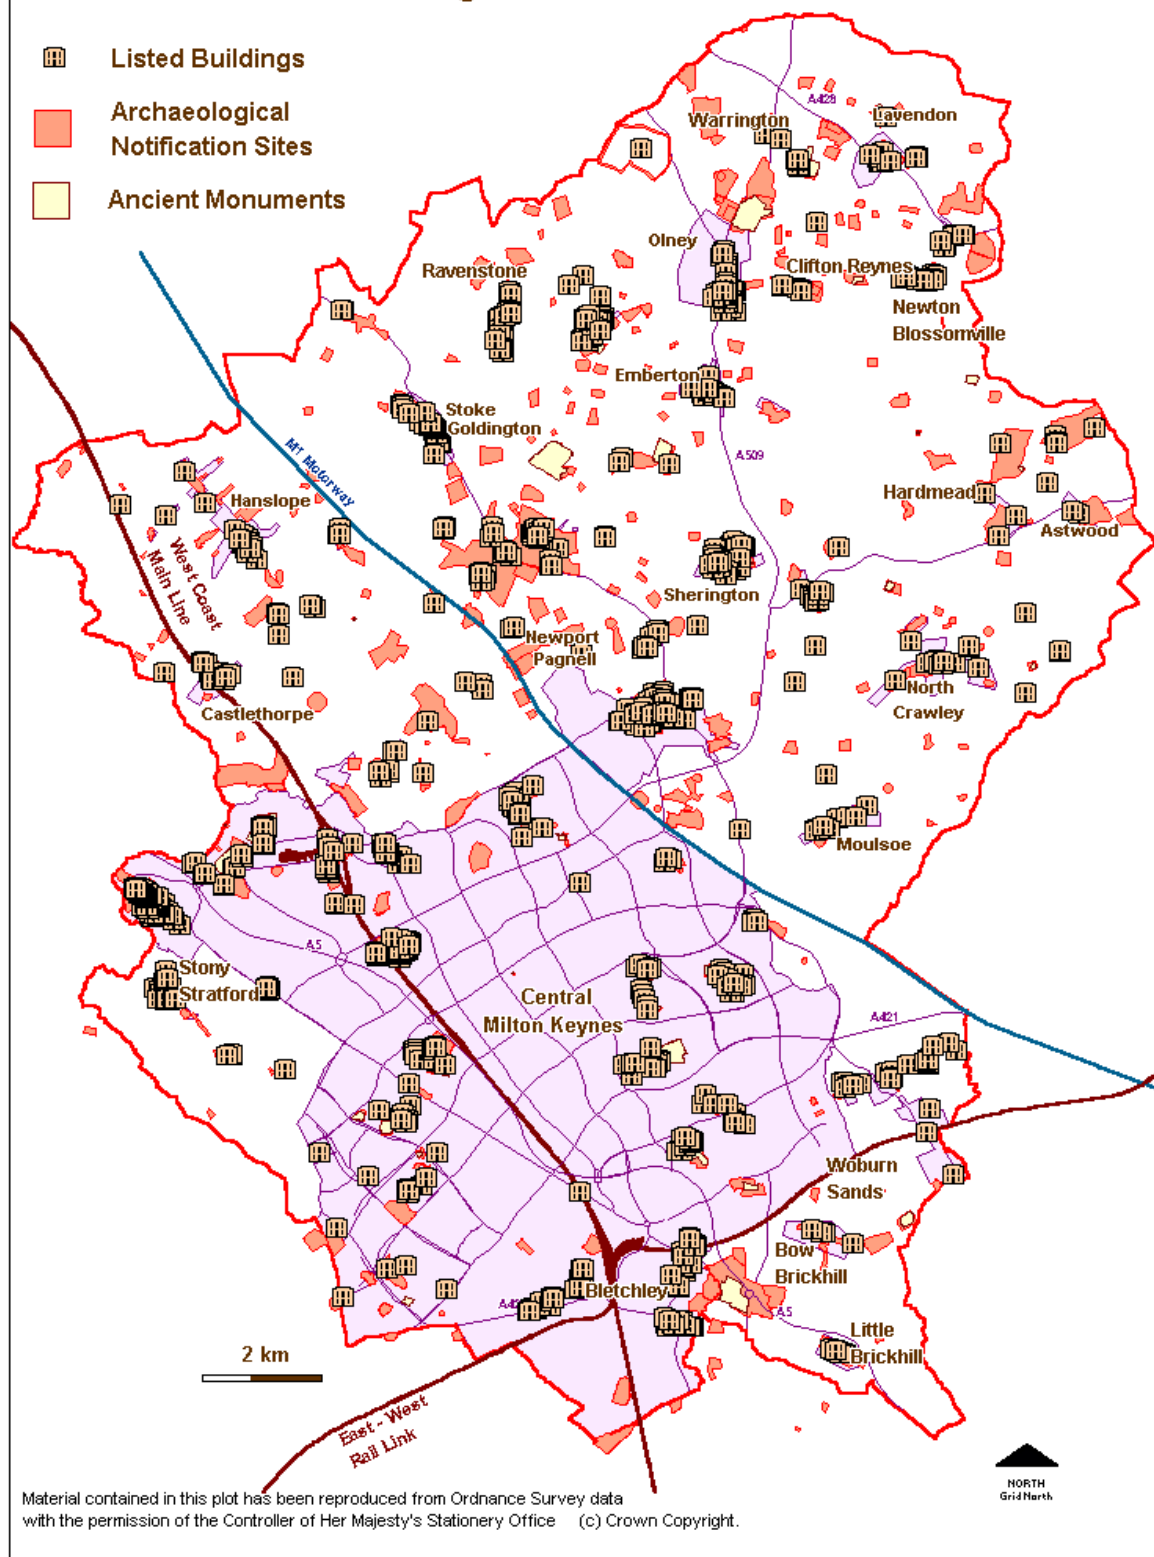 Listed Buildings
Archaeological
Notification Sites
Ancient Monuments
A428
Warrington
Lavendon
Olney
Ravenstone
Clifton Reynes
Newton
Blossomville
Emberton
Stoke
Goldington
M1 Motorway
A509
Hanslope
Hardmead
Astwood
West Coast
Main Line
Sherington
Newport
Pagnell
North
Crawley
Castlethorpe
Moulsoe
A5
Stony
Stratford
Central
Milton Keynes
A421
Woburn
Sands
Bow
Brickhill
Bletchley
A5
Little
Brickhill
2 km
East - West
Rail Link
NORTH
Grid North
Material contained in this plot has been reproduced from Ordnance Survey data
with the permission of the Controller of Her Majesty's Stationery Office (c) Crown Copyright.